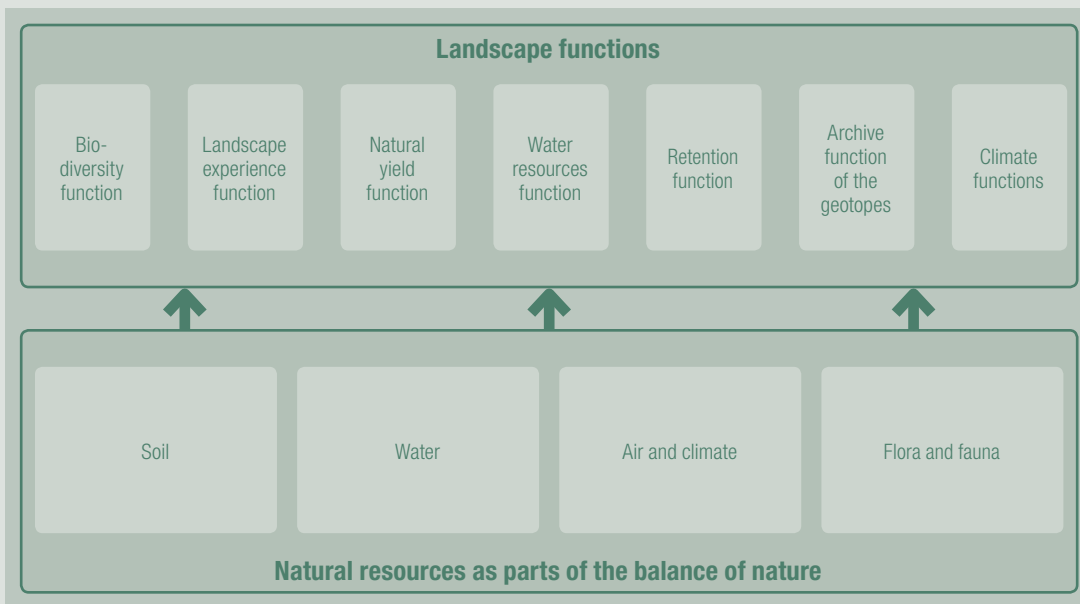 Landscape functions
Bio-
diversity
function
Landscape
experience
function
Natural
yield
function
Water
resources
function
Retention
function
Archive
function
of the
geotopes
Climate
functions
Soil
Water
Air and climate
Flora and fauna
Natural resources as parts of the balance of nature